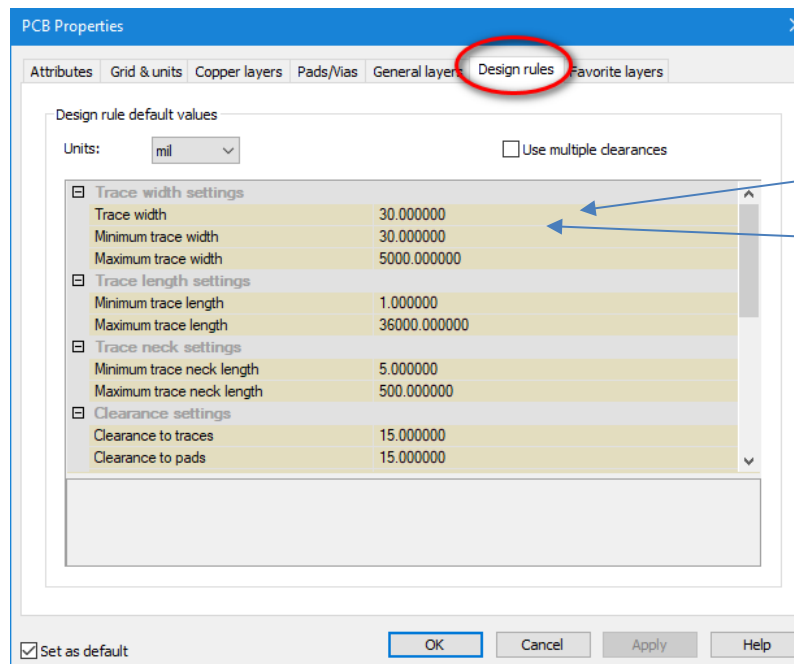 PCB Properties
Attributes Grid & units Copper layers Pads/Vias General layers Design rules Favorite layers
Design rule default values
Units: mil Use multiple clearances
Trace width settings
Trace width 30.000000
Minimum trace width 30.000000
Maximum trace width 5000.000000
Trace length settings
Minimum trace length 1.000000
Maximum trace length 36000.000000
Trace neck settings
Minimum trace neck length 5.000000
Maximum trace neck length 500.000000
Clearance settings
Clearance to traces 15.000000
Clearance to pads 15.000000
Set as default OK Cancel Apply Help